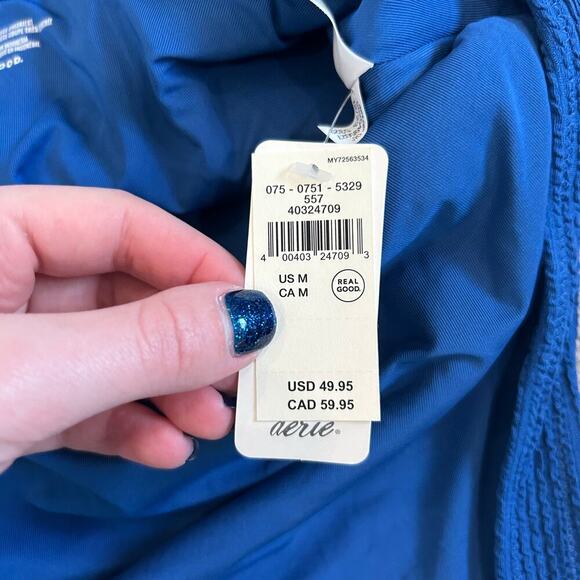 OOD.
MY72563534
075 - 0751 - 5329
557
40324709
4 00403 24709 3
US M
CA M
REAL
GOOD.
USD 49.95
CAD 59.95
aerie®